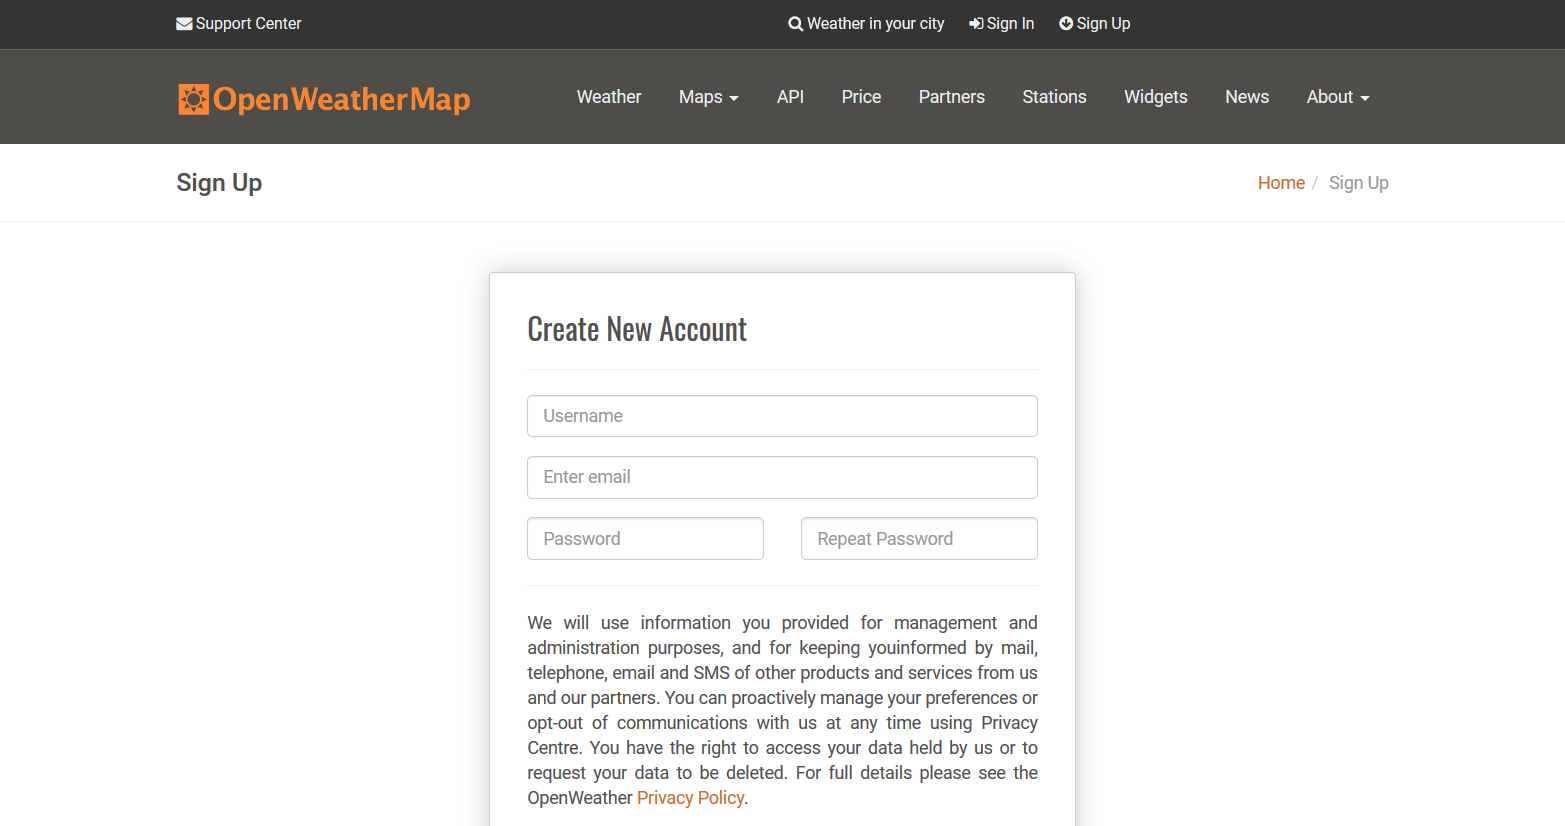 Support Center
Weather in your city Sign In Sign Up
OpenWeatherMap
Weather Maps API Price Partners Stations Widgets News About
Sign Up
Home / Sign Up
Create New Account
Username
Enter email
Password Repeat Password
We will use information you provided for management and
administration purposes, and for keeping youinformed by mail,
telephone, email and SMS of other products and services from us
and our partners. You can proactively manage your preferences or
opt-out of communications with us at any time using Privacy
Centre. You have the right to access your data held by us or to
request your data to be deleted. For full details please see the
OpenWeather Privacy Policy.